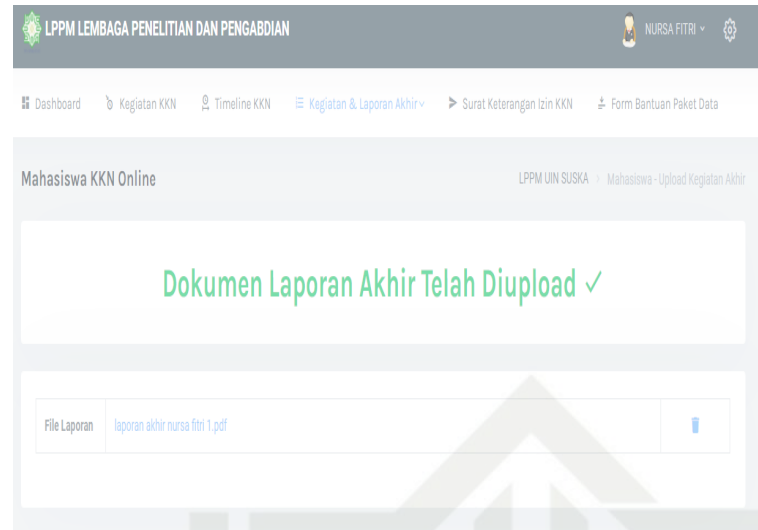 LPPM LEMBAGA PENELITIAN DAN PENGABDIAN NURSA FITRI
Dashboard Kegiatan KKN Timeline KKN Kegiatan & Laporan Akhir Surat Keterangan Izin KKN Form Bantuan Paket Data
Mahasiswa KKN Online LPPM UIN SUSKA > Mahasiswa - Upload Kegiatan Akhir
Dokumen Laporan Akhir Telah Diupload ✓
File Laporan laporan akhir nursa fitri 1.pdf